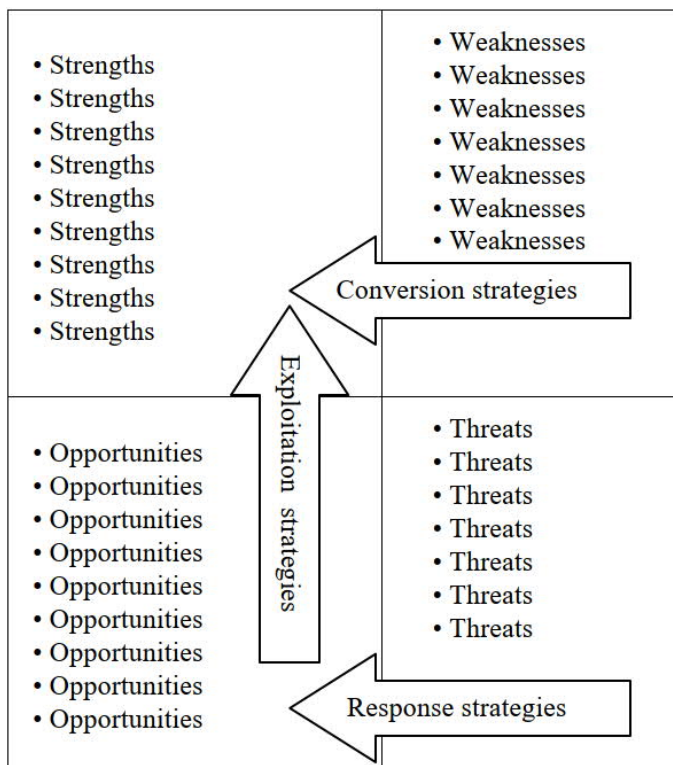 • Strengths
• Strengths
• Strengths
• Strengths
• Strengths
• Strengths
• Strengths
• Strengths
• Strengths
• Weaknesses
• Weaknesses
• Weaknesses
• Weaknesses
• Weaknesses
• Weaknesses
• Weaknesses
Conversion strategies
Exploitation strategies
• Opportunities
• Opportunities
• Opportunities
• Opportunities
• Opportunities
• Opportunities
• Opportunities
• Opportunities
• Opportunities
• Threats
• Threats
• Threats
• Threats
• Threats
• Threats
• Threats
Response strategies